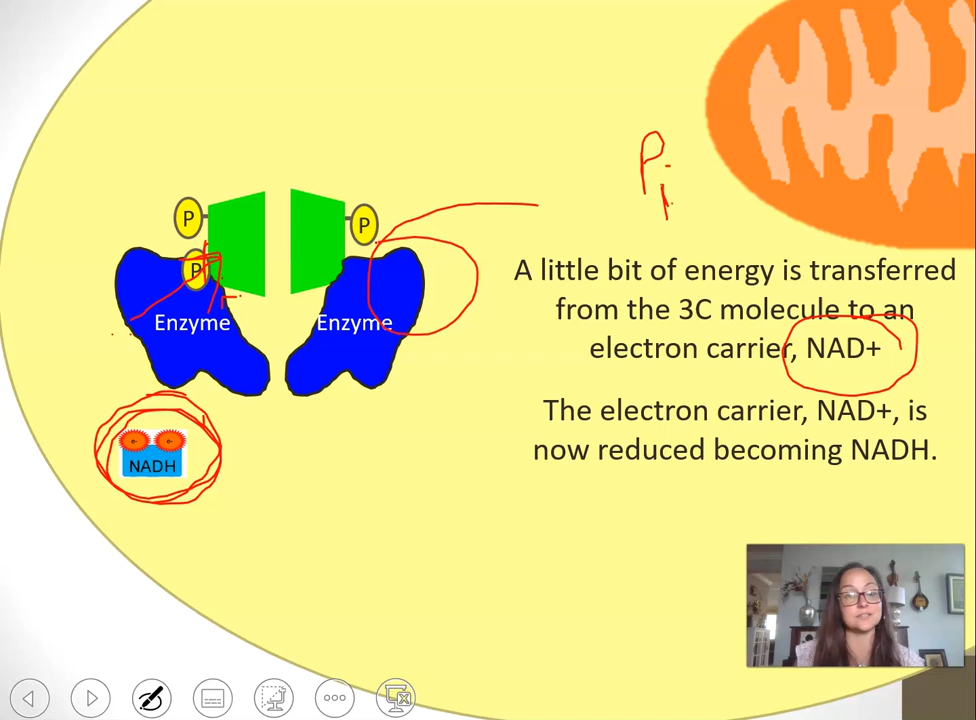 Pi
P
P
P
Enzyme
Enzyme
A little bit of energy is transferred
from the 3C molecule to an
electron carrier, NAD+
The electron carrier, NAD+, is
now reduced becoming NADH.
e- e-
NADH